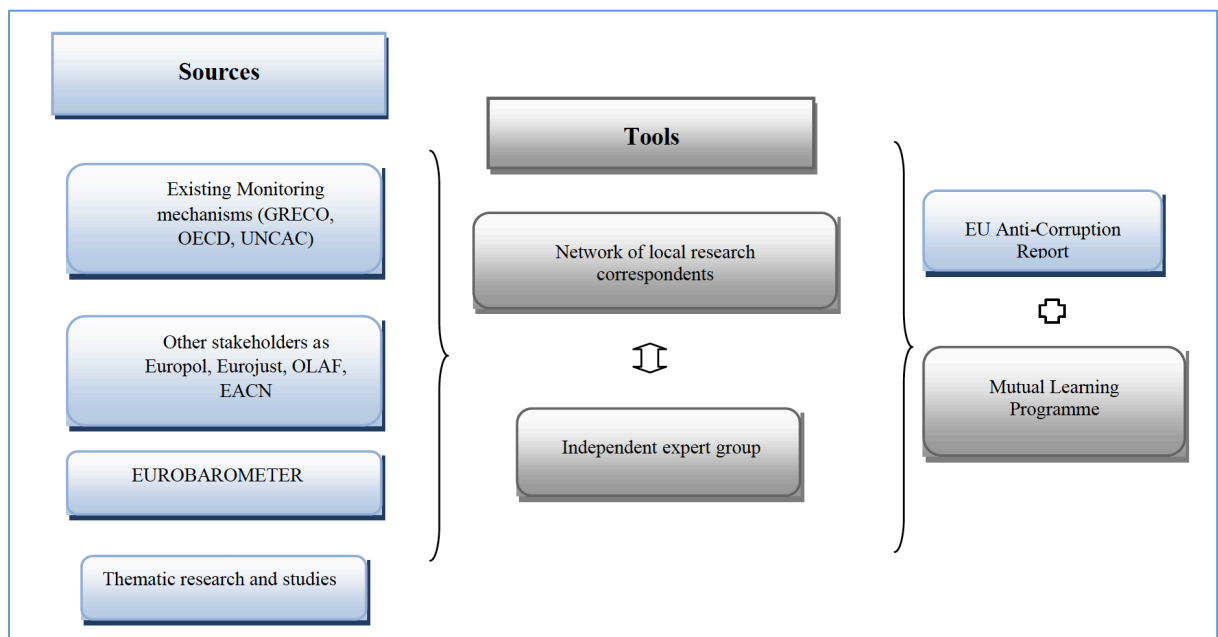 Sources
Existing Monitoring
mechanisms (GRECO,
OECD, UNCAC)
Other stakeholders as
Europol, Eurojust, OLAF,
EACN
EUROBAROMETER
Thematic research and studies
Tools
Network of local research
correspondents
Independent expert group
EU Anti-Corruption
Report
Mutual Learning
Programme